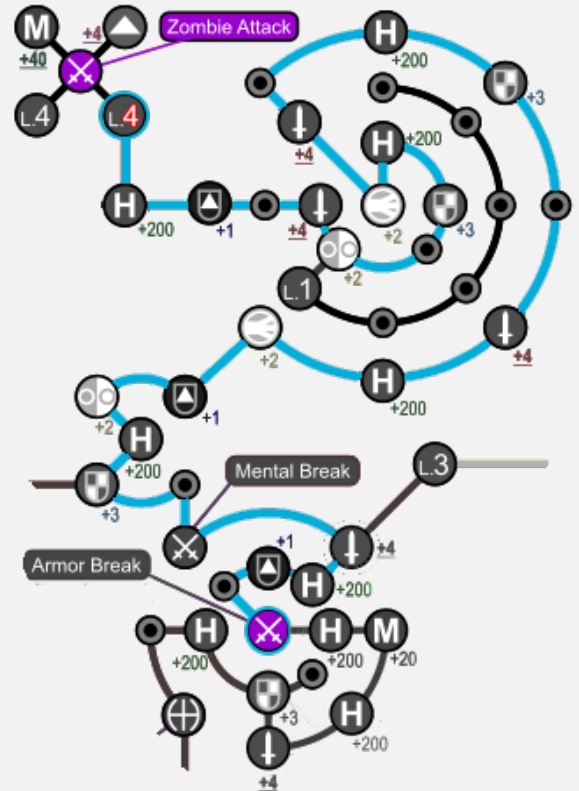 M
+4
Zombie Attack
+40
H
+200
+3
L.4
L.4
+4
H
+200
H
+200
+1
+4
+2
+3
+2
L.1
+2
+4
H
+200
+2
+1
H
+200
+3
Mental Break
L.3
+4
+1
Armor Break
H
+200
H
+200
H
+200
M
+20
+3
H
+200
+4